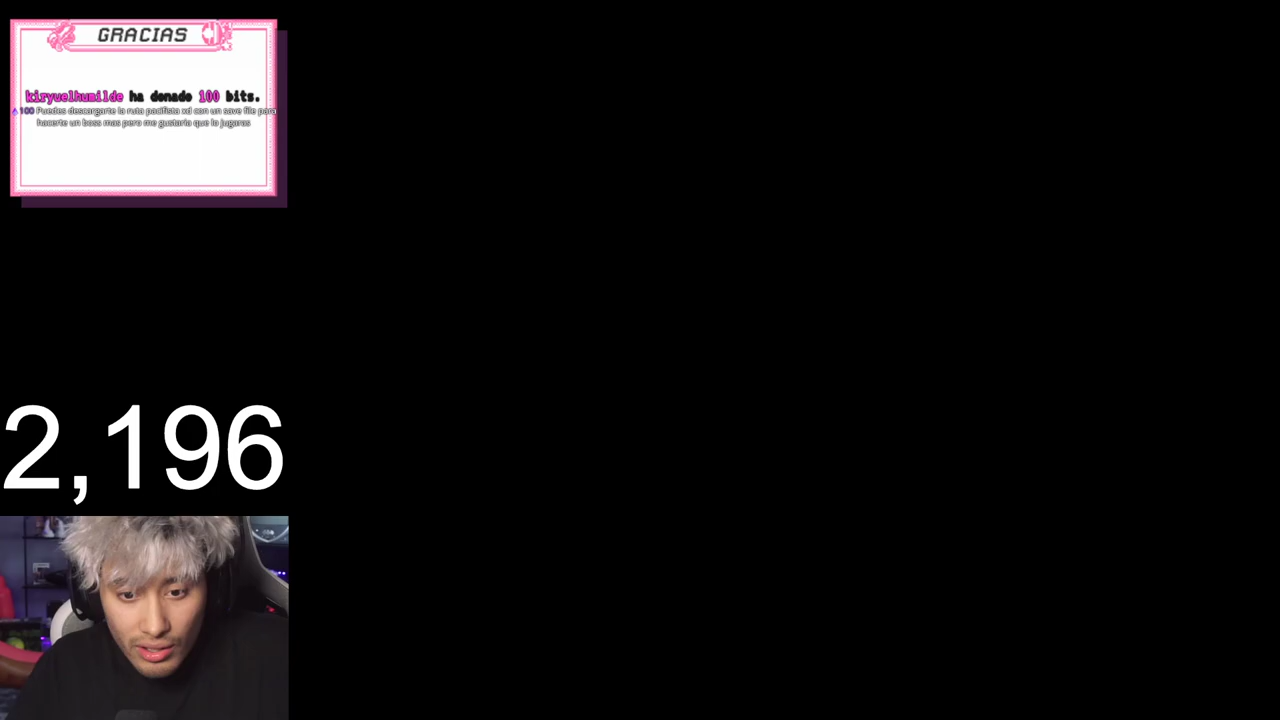 GRACIAS
kiryuelhumilde ha donado 100 bits.
100 Puedes descargarte la ruta pacifista xd con un save file para
hacerte un boss mas pero me gustaria que lo jugaras
2,196